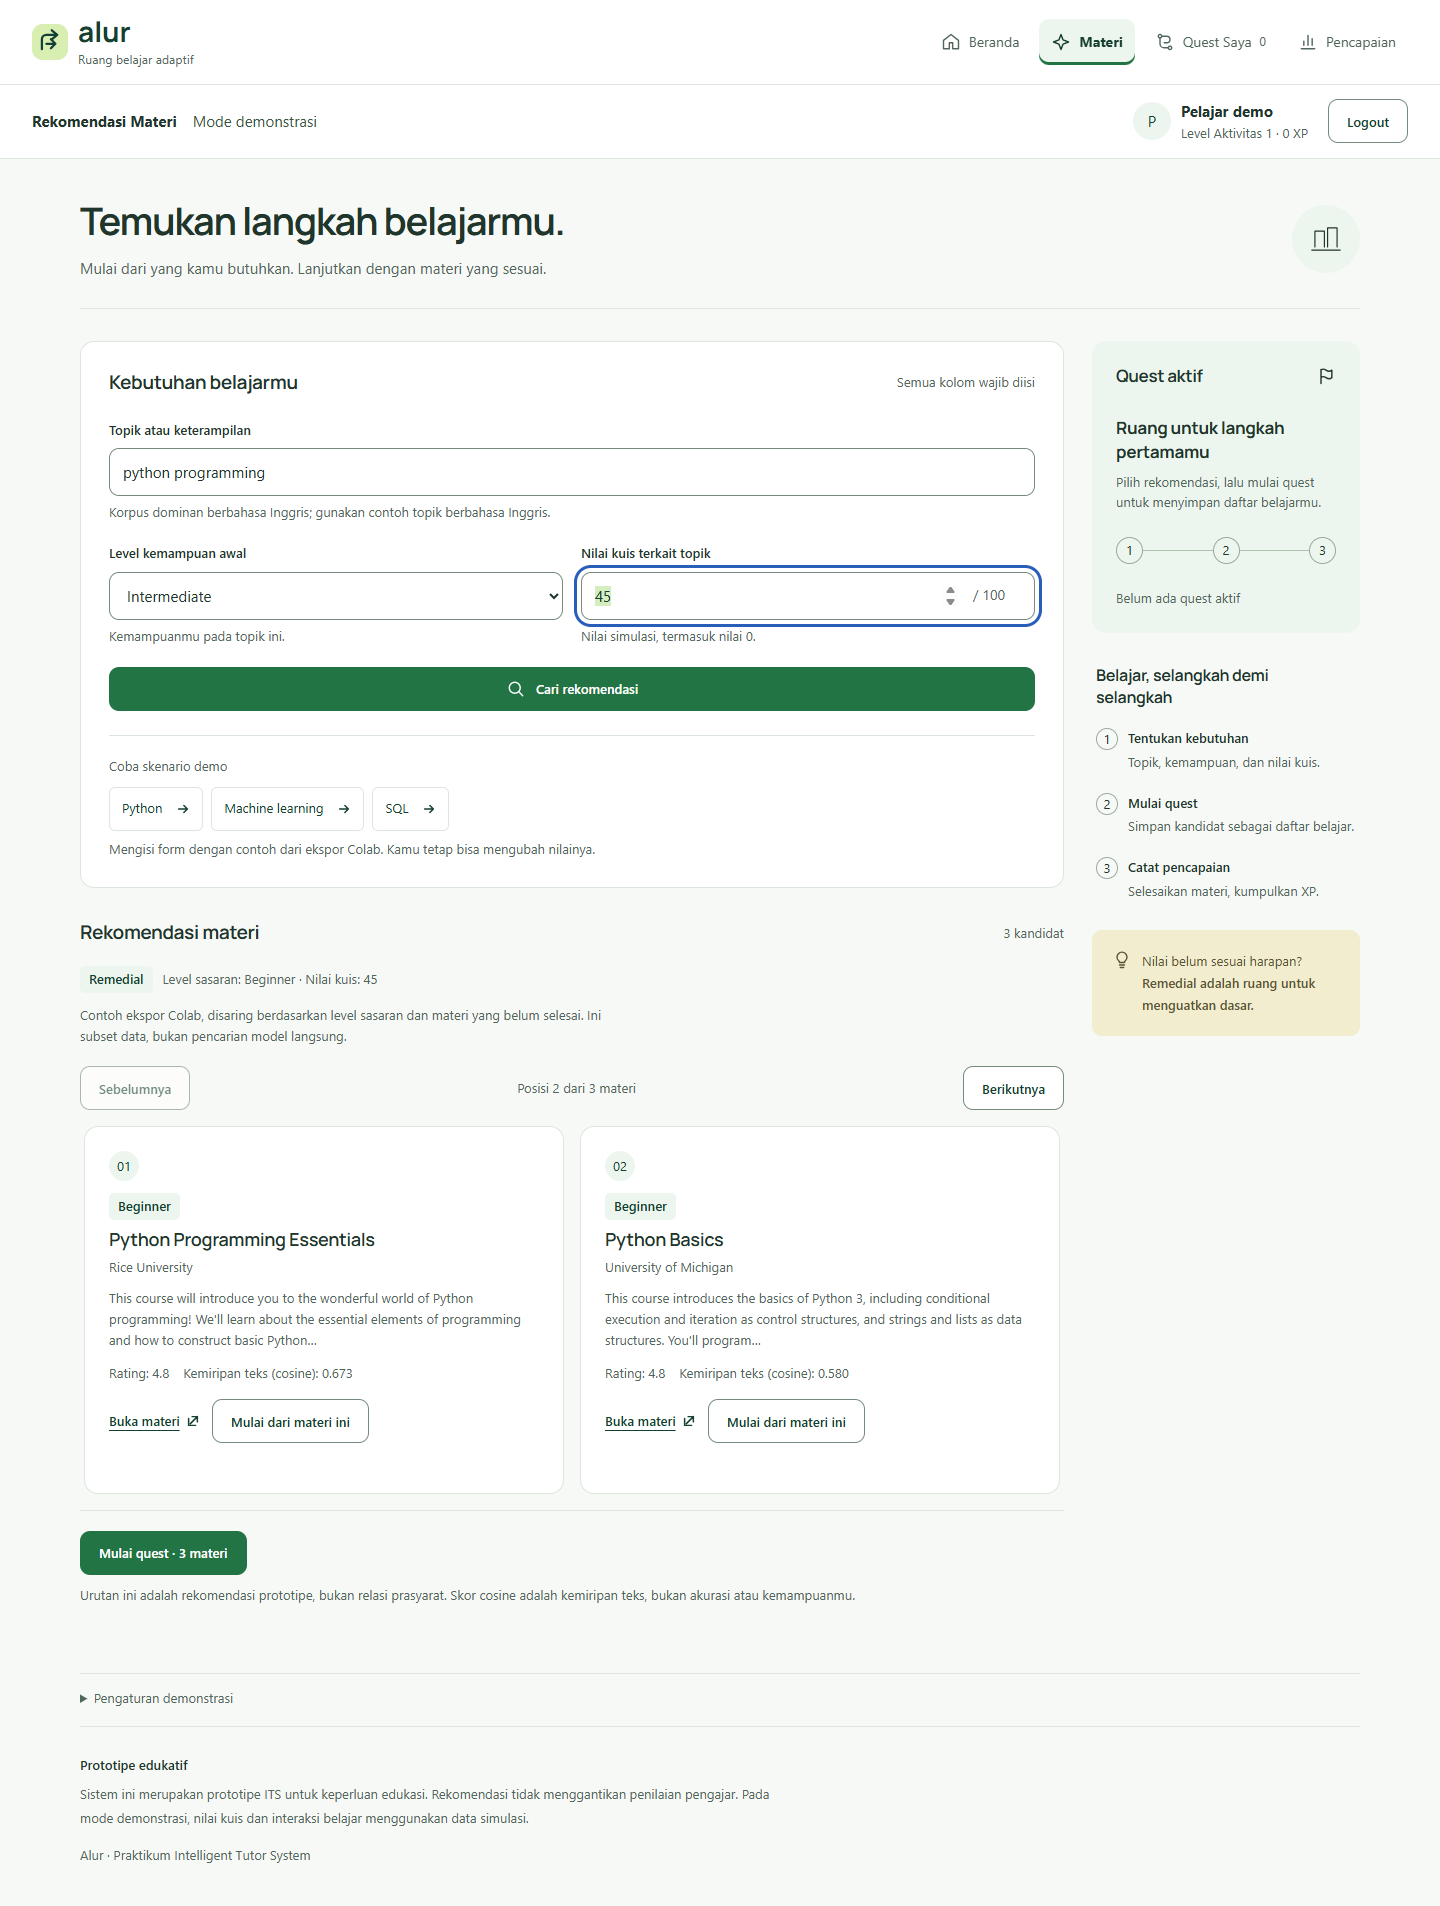 alur
Ruang belajar adaptif
Beranda
Materi
Quest Saya 0
Pencapaian
Rekomendasi Materi Mode demonstrasi
P
Pelajar demo
Level Aktivitas 1 · 0 XP
Logout
Temukan langkah belajarmu.
Mulai dari yang kamu butuhkan. Lanjutkan dengan materi yang sesuai.
Kebutuhan belajarmu
Semua kolom wajib diisi
Topik atau keterampilan
python programming
Korpus dominan berbahasa Inggris; gunakan contoh topik berbahasa Inggris.
Level kemampuan awal
Intermediate
Kemampuanmu pada topik ini.
Nilai kuis terkait topik
45 / 100
Nilai simulasi, termasuk nilai 0.
Cari rekomendasi
Coba skenario demo
Python →
Machine learning →
SQL →
Mengisi form dengan contoh dari ekspor Colab. Kamu tetap bisa mengubah nilainya.
Rekomendasi materi
3 kandidat
Remedial Level sasaran: Beginner · Nilai kuis: 45
Contoh ekspor Colab, disaring berdasarkan level sasaran dan materi yang belum selesai. Ini
subset data, bukan pencarian model langsung.
Sebelumnya
Posisi 2 dari 3 materi
Berikutnya
01
Beginner
Python Programming Essentials
Rice University
This course will introduce you to the wonderful world of Python
programming! We'll learn about the essential elements of programming
and how to construct basic Python...
Rating: 4.8 Kemiripan teks (cosine): 0.673
Buka materi
Mulai dari materi ini
02
Beginner
Python Basics
University of Michigan
This course introduces the basics of Python 3, including conditional
execution and iteration as control structures, and strings and lists as data
structures. You'll program...
Rating: 4.8 Kemiripan teks (cosine): 0.580
Buka materi
Mulai dari materi ini
Mulai quest · 3 materi
Urutan ini adalah rekomendasi prototipe, bukan relasi prasyarat. Skor cosine adalah kemiripan teks, bukan akurasi atau kemampuanmu.
Quest aktif
Ruang untuk langkah
pertamamu
Pilih rekomendasi, lalu mulai quest
untuk menyimpan daftar belajarmu.
1 2 3
Belum ada quest aktif
Belajar, selangkah demi
selangkah
1 Tentukan kebutuhan
Topik, kemampuan, dan nilai kuis.
2 Mulai quest
Simpan kandidat sebagai daftar belajar.
3 Catat pencapaian
Selesaikan materi, kumpulkan XP.
Nilai belum sesuai harapan?
Remedial adalah ruang untuk
menguatkan dasar.
Pengaturan demonstrasi
Prototipe edukatif
Sistem ini merupakan prototipe ITS untuk keperluan edukasi. Rekomendasi tidak menggantikan penilaian pengajar. Pada
mode demonstrasi, nilai kuis dan interaksi belajar menggunakan data simulasi.
Alur · Praktikum Intelligent Tutor System